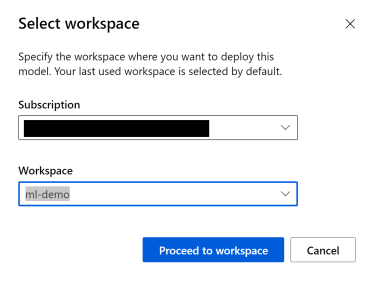 Select workspace
Specify the workspace where you want to deploy this
model. Your last used workspace is selected by default.
Subscription
Workspace
ml-demo
Proceed to workspace
Cancel